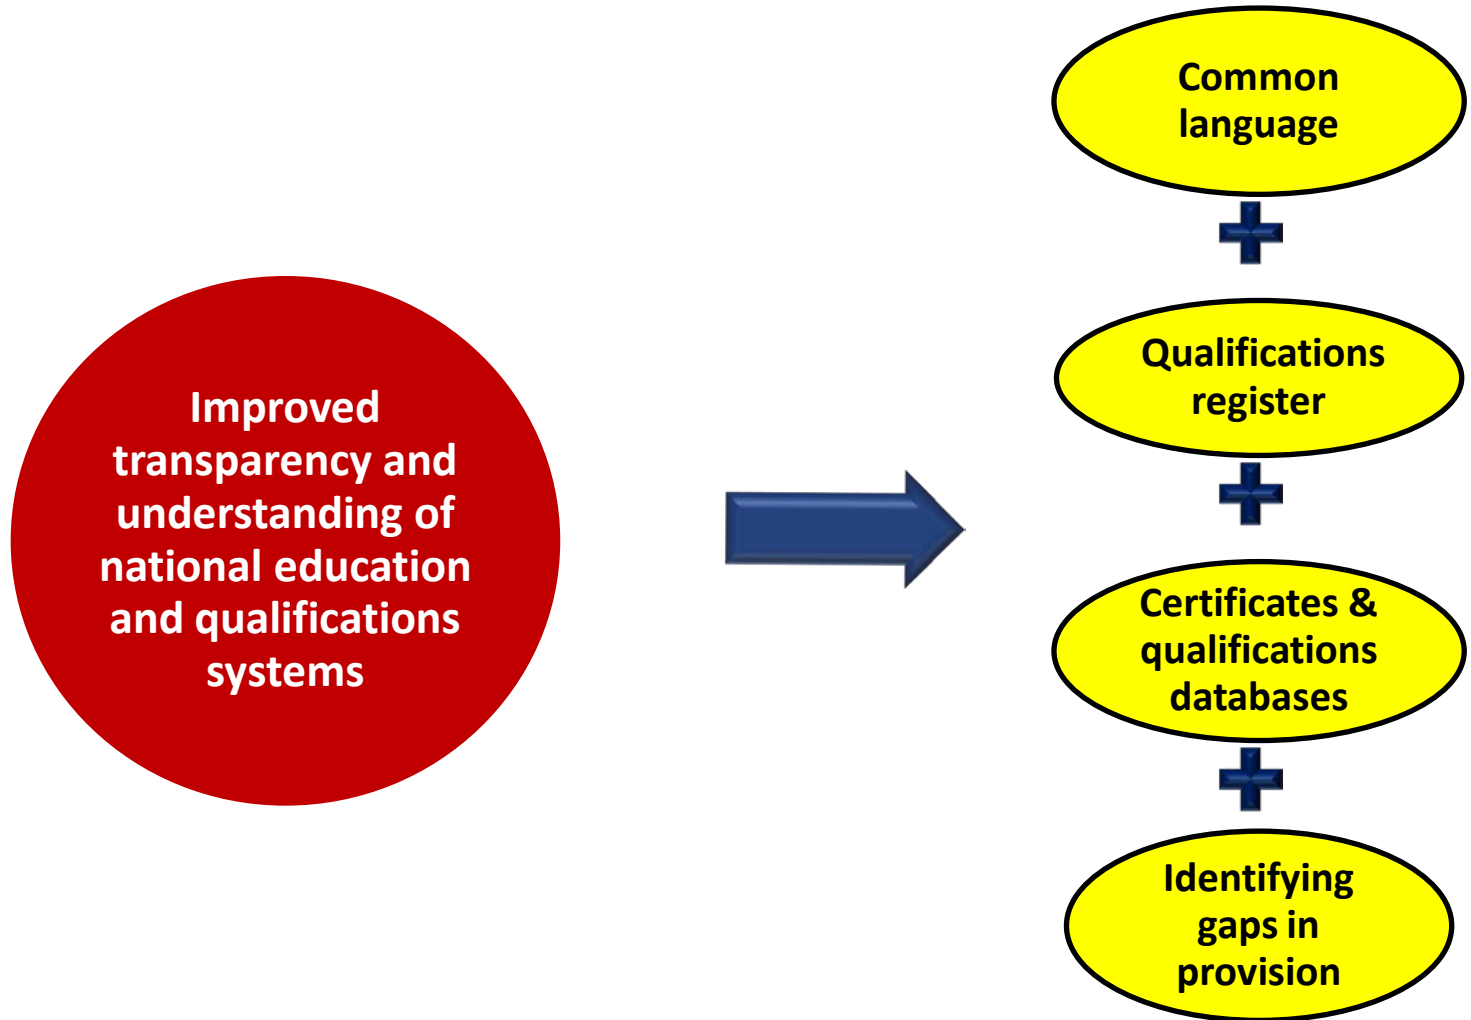 Common
language
Qualifications
register
Improved
transparency and
understanding of
national education
and qualifications
systems
Certificates &
qualifications
databases
Identifying
gaps in
provision